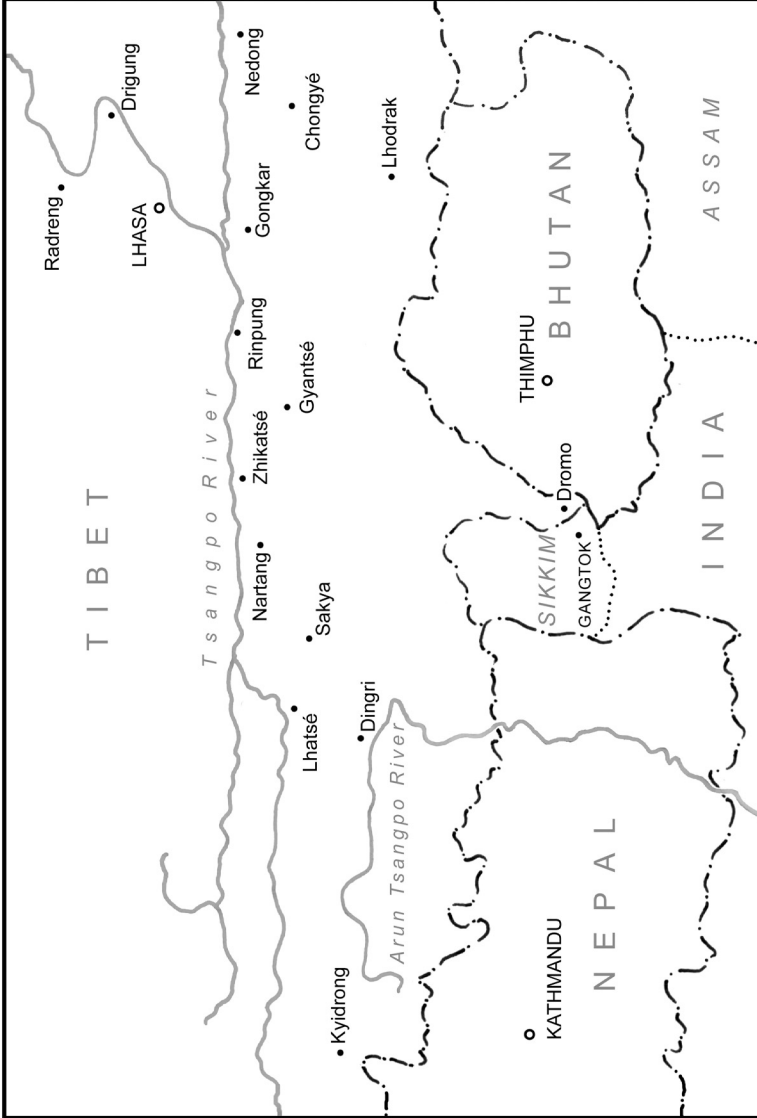 TIBET
Tsangpo River
Radreng
Drigung
LHASA
Nedong
Gongkar
Chongyé
Rinpung
Zhikatsé
Gyantsé
Nartang
Sakya
Lhatsé
Lhodrak
Dingri
Arun Tsangpo River
Kyidrong
BHUTAN
THIMPHU
Dromo
SIKKIM
GANGTOK
ASSAM
INDIA
NEPAL
KATHMANDU